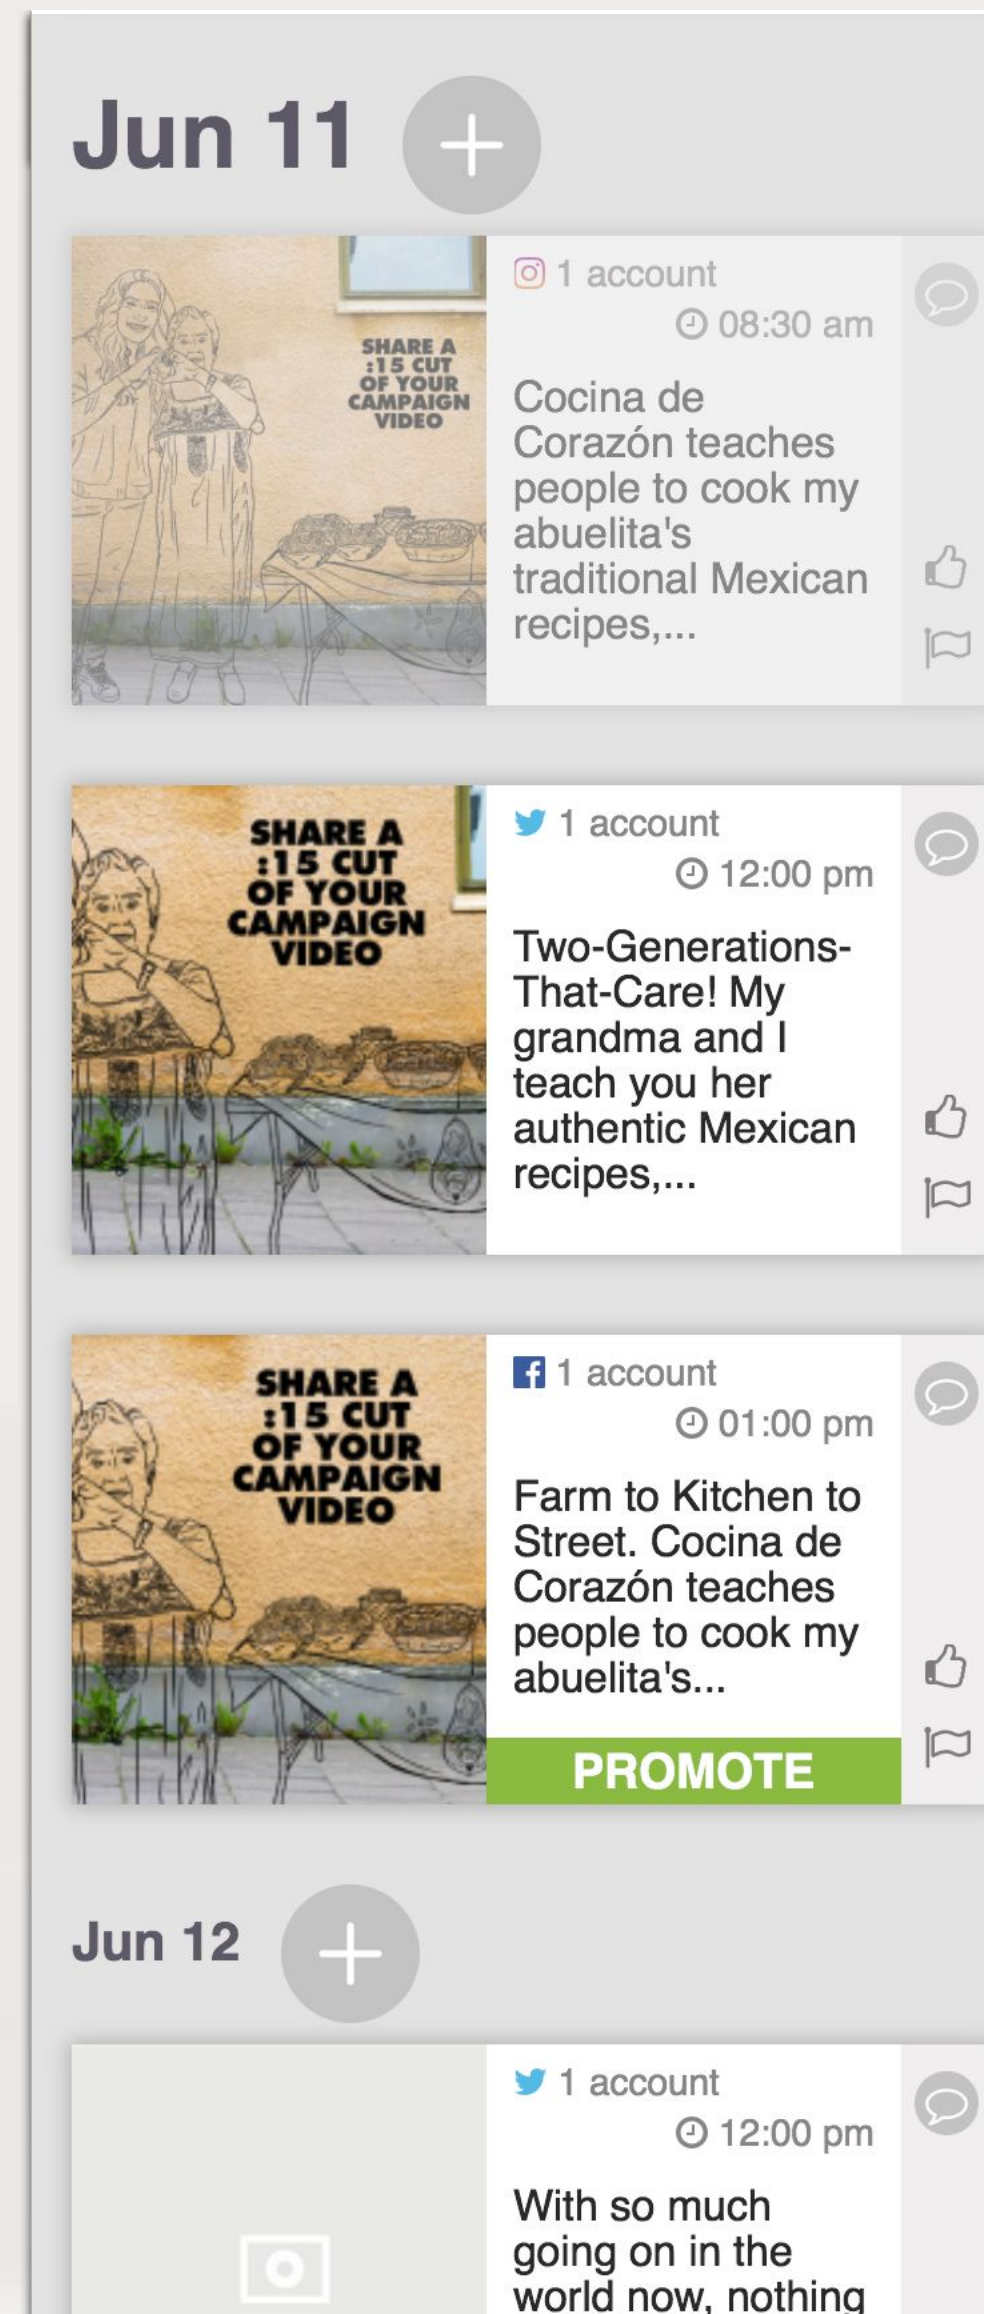 Jun 11
1 account
08:30 am
SHARE A
:15 CUT
OF YOUR
CAMPAIGN
VIDEO
Cocina de
Corazón teaches
people to cook my
abuelita's
traditional Mexican
recipes,...
1 account
12:00 pm
SHARE A
:15 CUT
OF YOUR
CAMPAIGN
VIDEO
Two-Generations-
That-Care! My
grandma and I
teach you her
authentic Mexican
recipes,...
1 account
01:00 pm
SHARE A
:15 CUT
OF YOUR
CAMPAIGN
VIDEO
Farm to Kitchen to
Street. Cocina de
Corazón teaches
people to cook my
abuelita's...
PROMOTE
Jun 12
1 account
12:00 pm
With so much
going on in the
world now, nothing